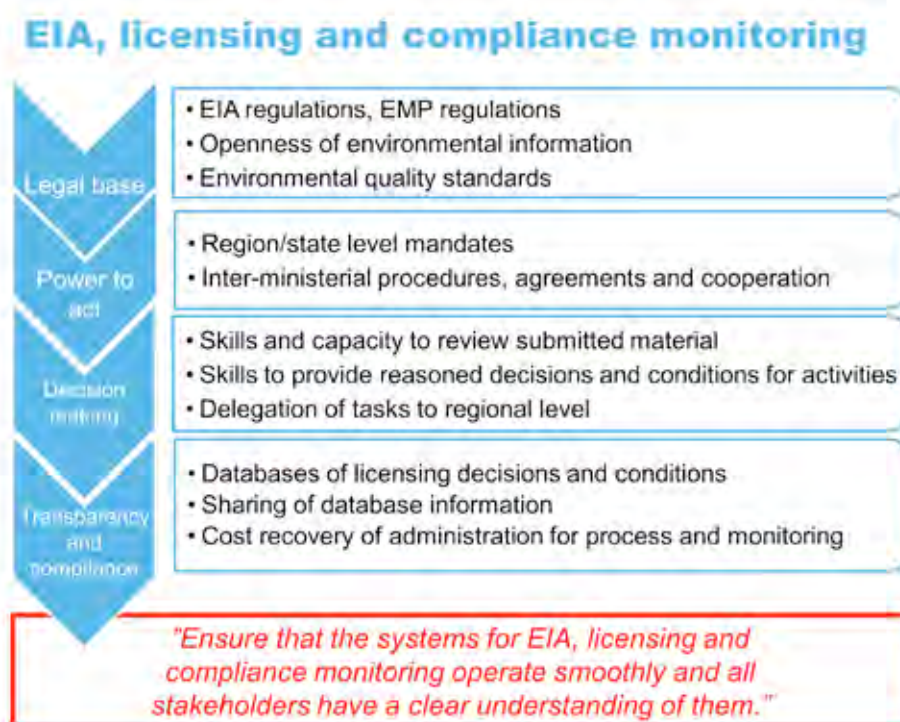 EIA, licensing and compliance monitoring
Legal base
• EIA regulations, EMP regulations
• Openness of environmental information
• Environmental quality standards
Power to
act
• Region/state level mandates
• Inter-ministerial procedures, agreements and cooperation
Decision
making
• Skills and capacity to review submitted material
• Skills to provide reasoned decisions and conditions for activities
• Delegation of tasks to regional level
Transparency
and
compliance
• Databases of licensing decisions and conditions
• Sharing of database information
• Cost recovery of administration for process and monitoring
"Ensure that the systems for EIA, licensing and
compliance monitoring operate smoothly and all
stakeholders have a clear understanding of them."